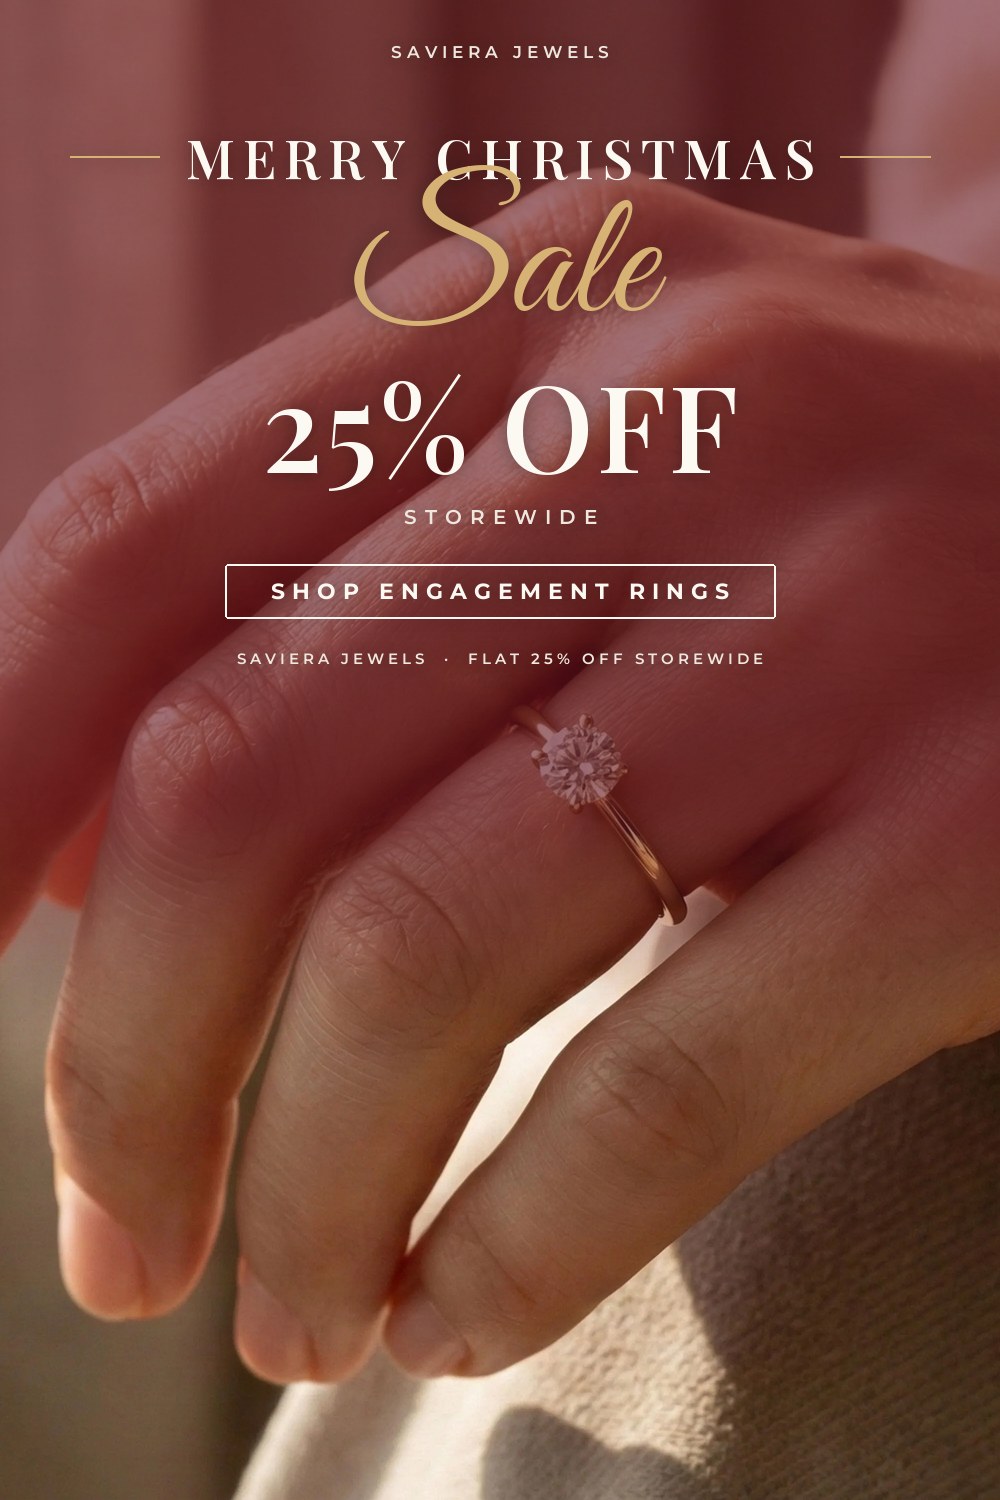 SAVIERA JEWELS
MERRY CHRISTMAS
Sale
25% OFF
STOREWIDE
SHOP ENGAGEMENT RINGS
SAVIERA JEWELS · FLAT 25% OFF STOREWIDE